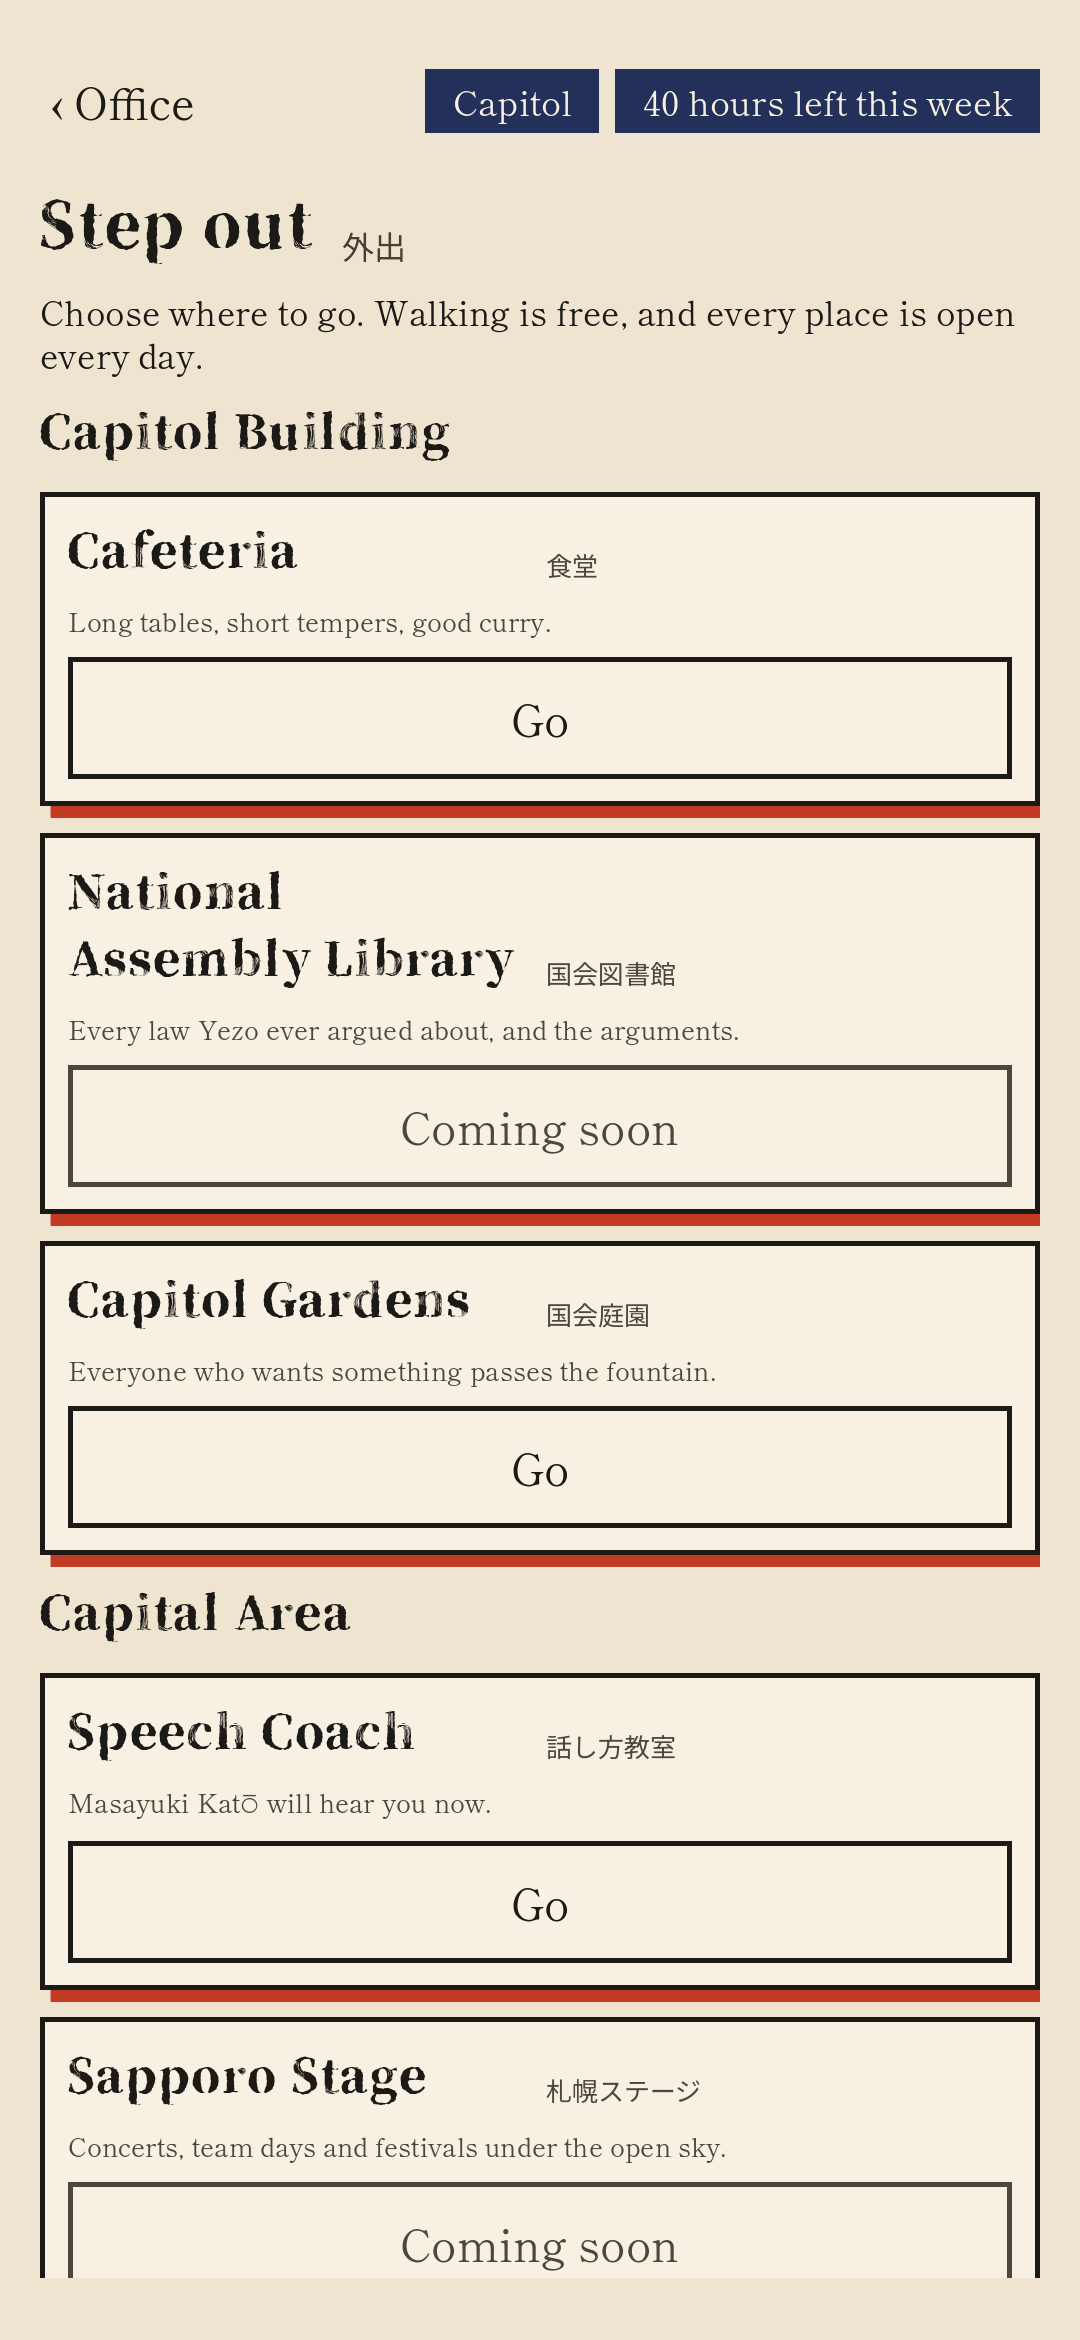 ‹ Office
Capitol
40 hours left this week
Step out 外出
Choose where to go. Walking is free, and every place is open
every day.
Capitol Building
Cafeteria 食堂
Long tables, short tempers, good curry.
Go
National
Assembly Library 国会図書館
Every law Yezo ever argued about, and the arguments.
Coming soon
Capitol Gardens 国会庭園
Everyone who wants something passes the fountain.
Go
Capital Area
Speech Coach 話し方教室
Masayuki Katō will hear you now.
Go
Sapporo Stage 札幌ステージ
Concerts, team days and festivals under the open sky.
Coming soon